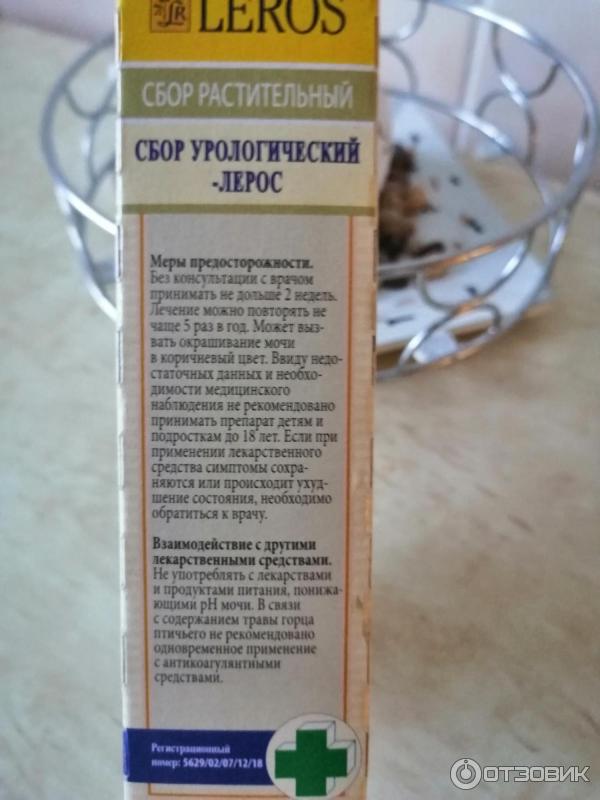 LEROS
СБОР РАСТИТЕЛЬНЫЙ
СБОР УРОЛОГИЧЕСКИЙ
-ЛЕРОС
Меры предосторожности.
Без консультации с врачом
принимать не дольше 2 недель.
Лечение можно повторять не
чаще 5 раз в год. Может выз-
вать окрашивание мочи
в коричневый цвет. Ввиду недо-
статочных данных и необхо-
димости медицинского
наблюдения не рекомендовано
принимать препарат детям и
подросткам до 18 лет. Если при
применении лекарственного
средства симптомы сохра-
няются или происходит ухуд-
шение состояния, необходимо
обратиться к врачу.
Взаимодействие с другими
лекарственными средствами.
Не употреблять с лекарствами
и продуктами питания, понижа-
ющими pH мочи. В связи
с содержанием травы горца
птичьего не рекомендовано
одновременное применение
с антикоагулянтными
средствами.
Регистрационный
номер: 5629/02/07/12/18
ОТЗОВИК